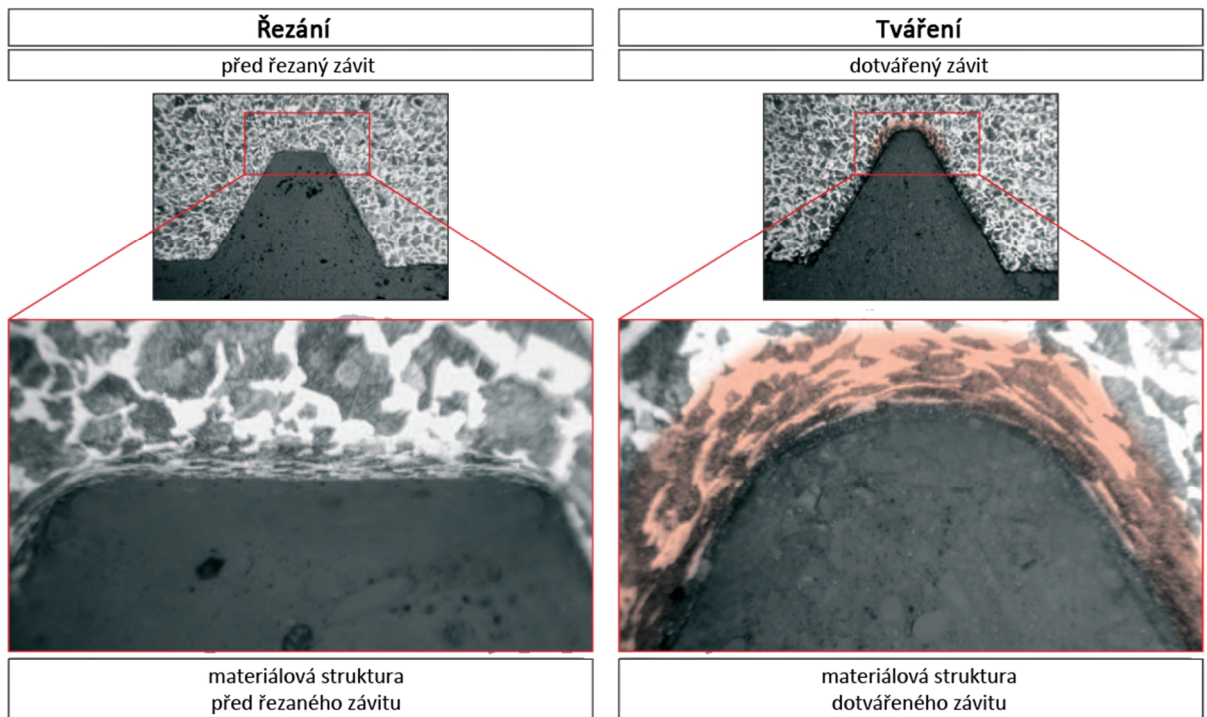 Řezání
před řezaný závit
Tváření
dotvářený závit
materiálová struktura
před řezaného závitu
materiálová struktura
dotvářeného závitu